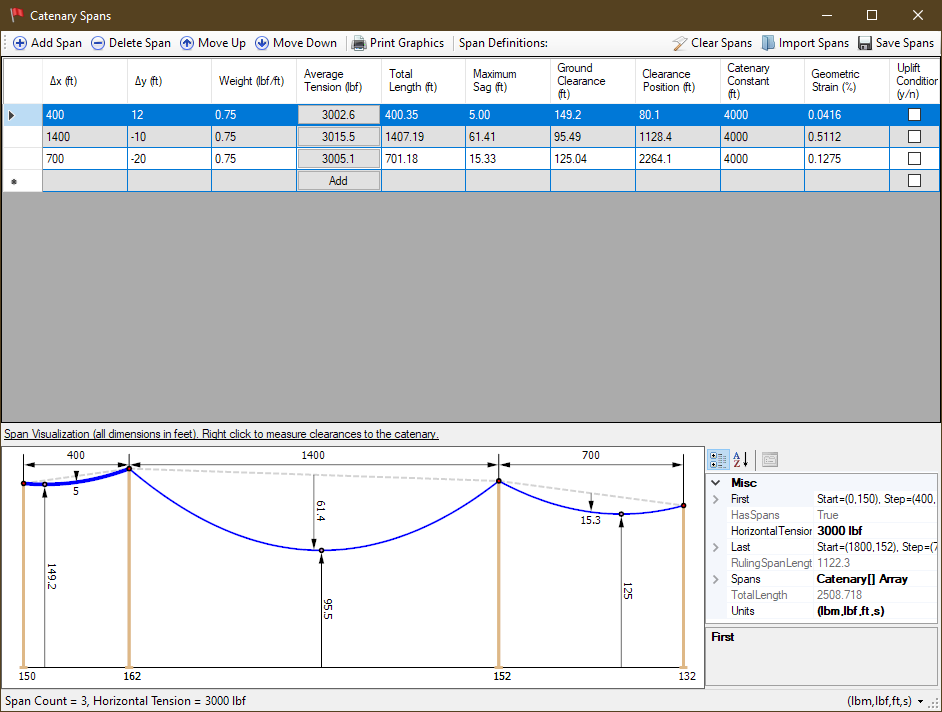 Catenary Spans
Add Span Delete Span Move Up Move Down Print Graphics Span Definitions: Clear Spans Import Spans Save Spans
Δx (ft) Δy (ft) Weight (lbf/ft) Average Tension (lbf) Total Length (ft) Maximum Sag (ft) Ground Clearance (ft) Clearance Position (ft) Catenary Constant (ft) Geometric Strain (%) Uplift Condition (y/n)
400 12 0.75 3002.6 400.35 5.00 149.2 80.1 4000 0.0416
1400 -10 0.75 3015.5 1407.19 61.41 95.49 1128.4 4000 0.5112
700 -20 0.75 3005.1 701.18 15.33 125.04 2264.1 4000 0.1275
Add
Span Visualization (all dimensions in feet). Right click to measure clearances to the catenary.
400 1400 700
5
61.4
15.3
149.2
95.5
125
150 162 152 132
Misc
First Start=(0,150), Step=(400,
HasSpans True
HorizontalTension 3000 lbf
Last Start=(1800,152), Step=(7
RulingSpanLengt 1122.3
Spans Catenary[] Array
TotalLength 2508.718
Units (lbm,lbf,ft,s)
First
Span Count = 3, Horizontal Tension = 3000 lbf (lbm,lbf,ft,s)